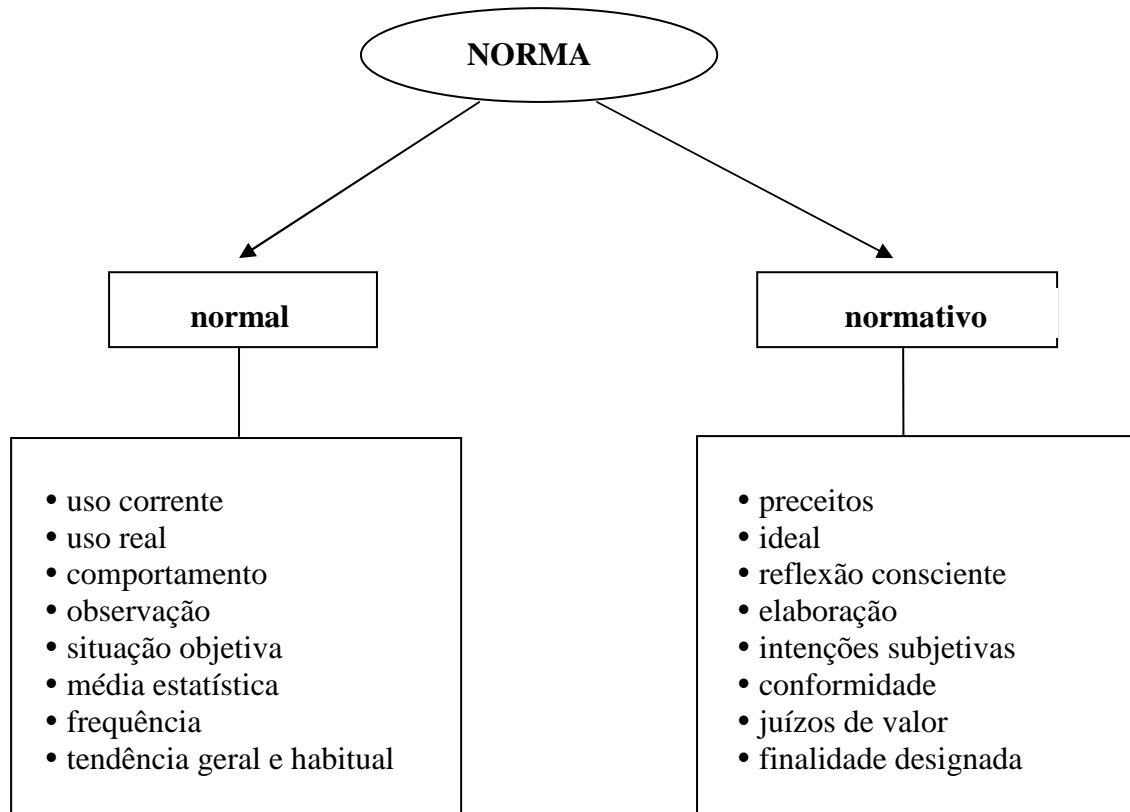 NORMA
normal
normativo
• uso corrente
• uso real
• comportamento
• observação
• situação objetiva
• média estatística
• frequência
• tendência geral e habitual
• preceitos
• ideal
• reflexão consciente
• elaboração
• intenções subjetivas
• conformidade
• juízos de valor
• finalidade designada